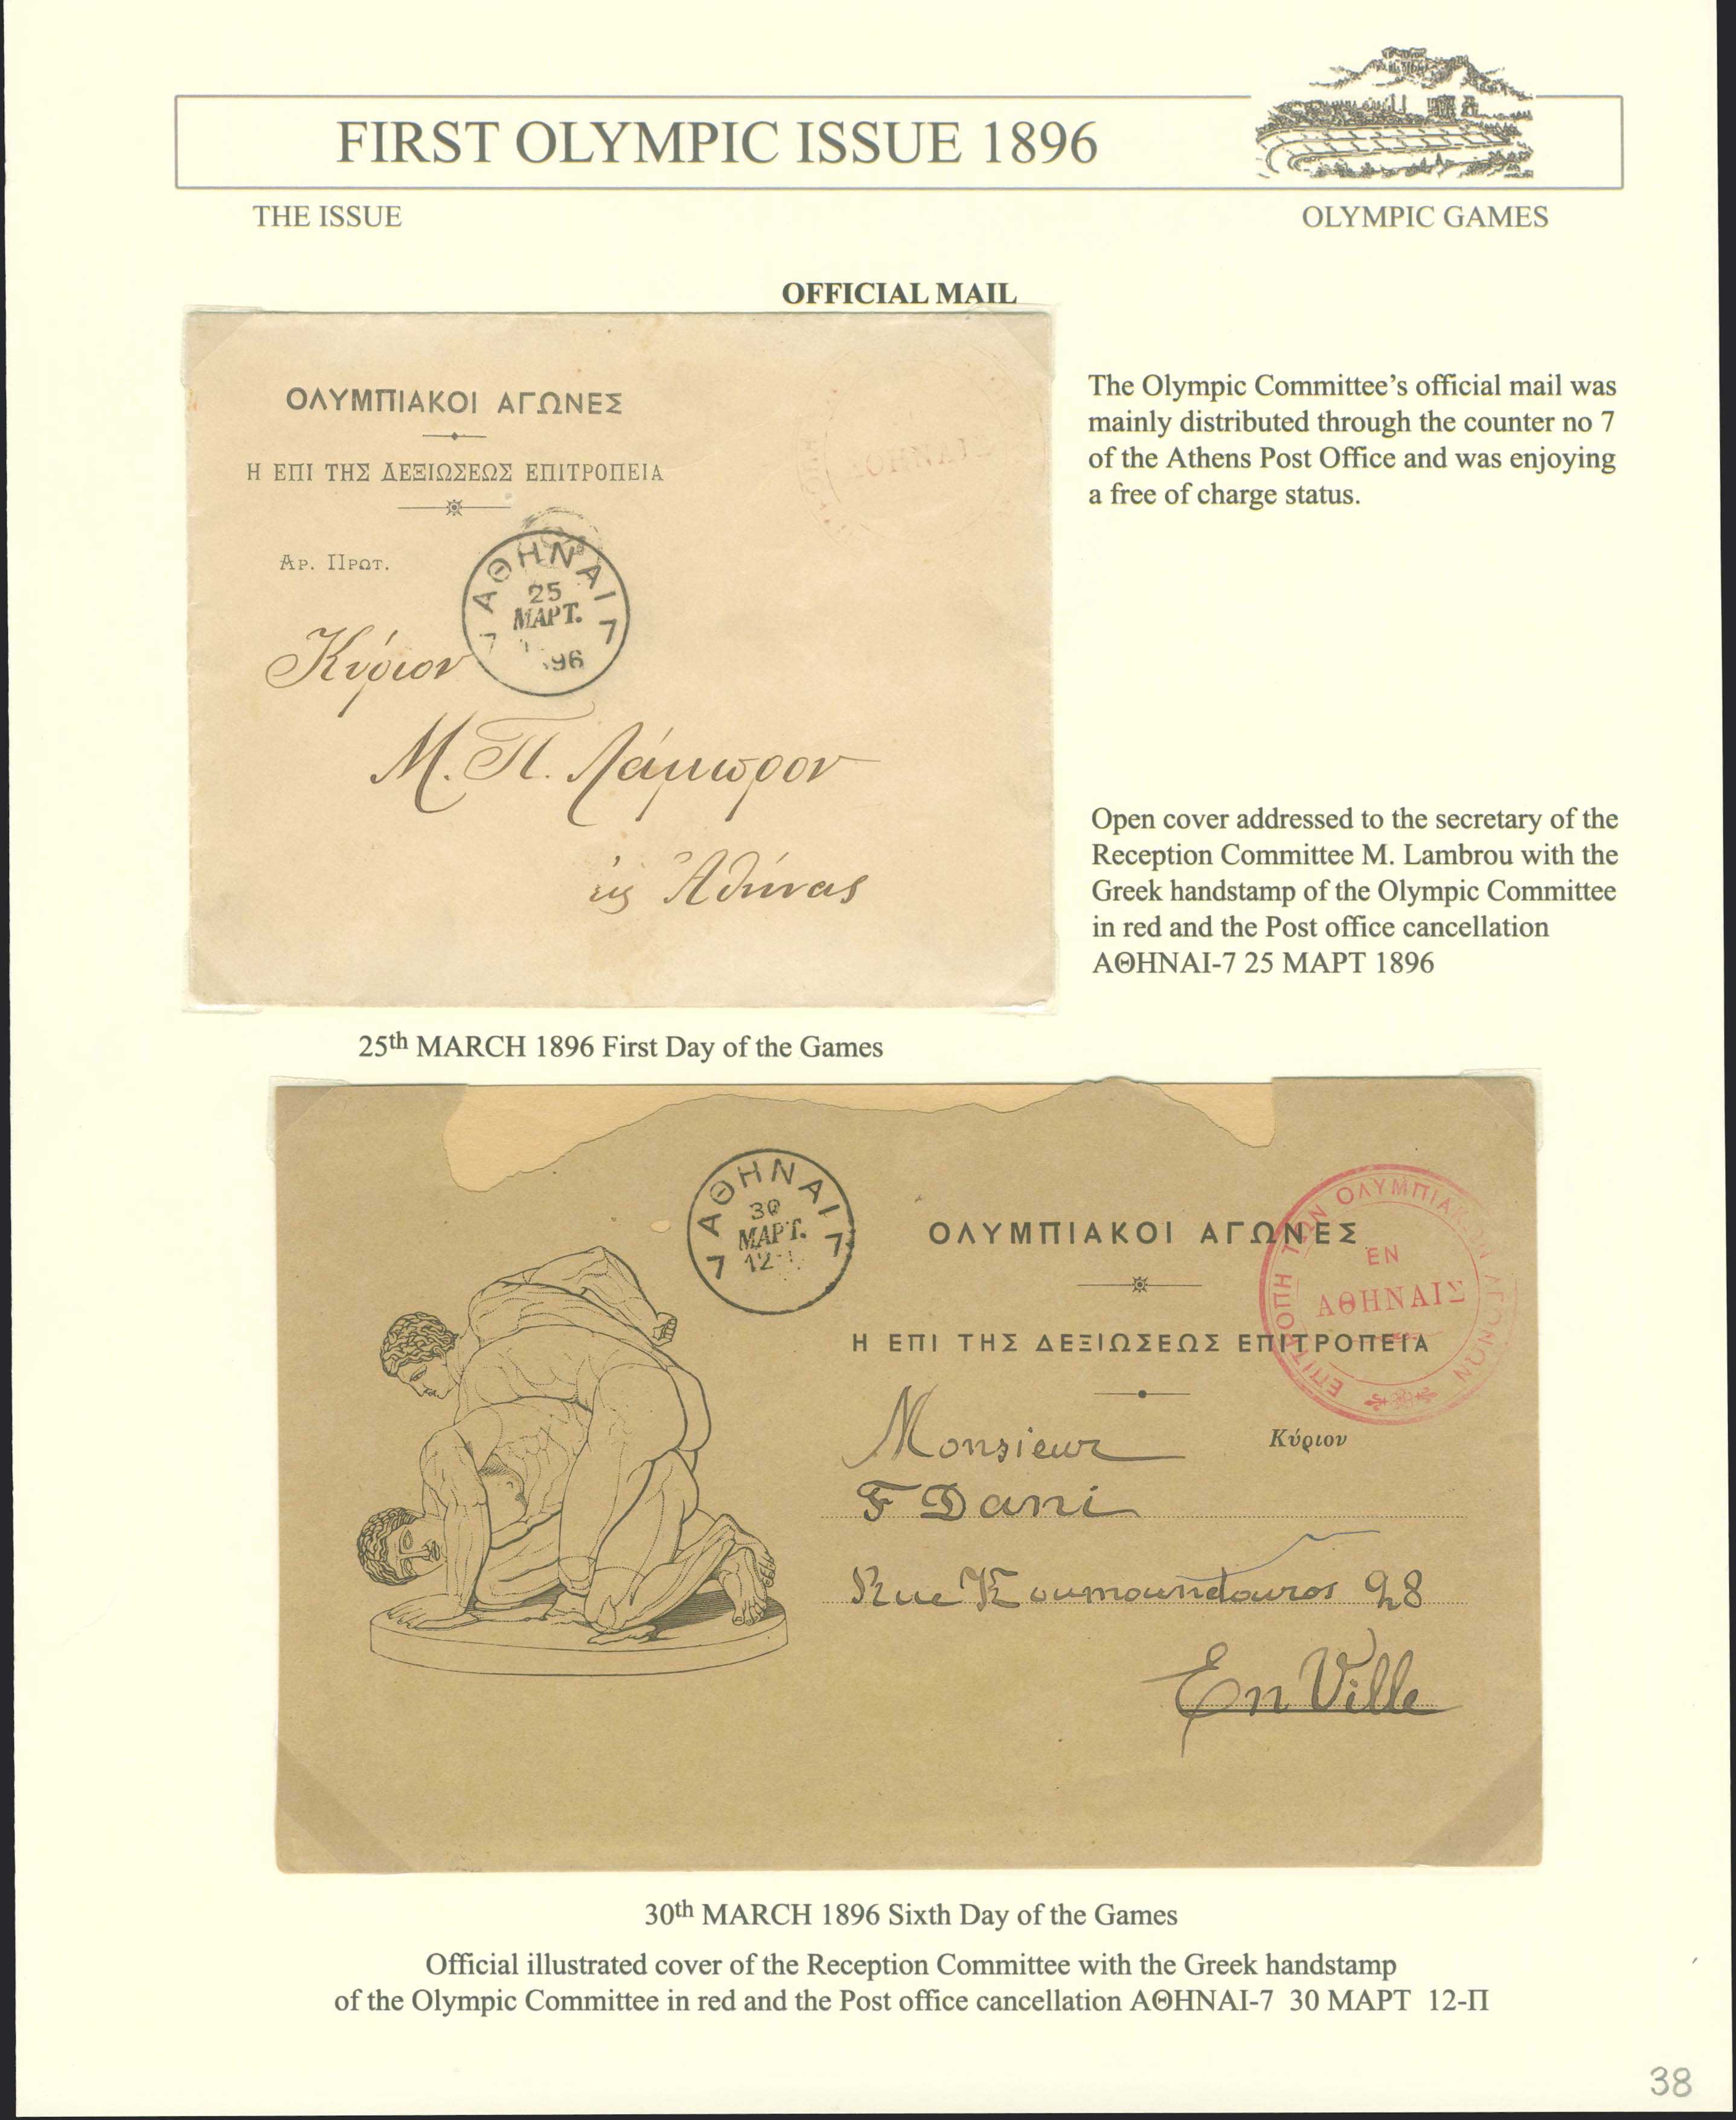 FIRST OLYMPIC ISSUE 1896
THE ISSUE
OLYMPIC GAMES
OFFICIAL MAIL
ΟΛΥΜΠΙΑΚΟΙ ΑΓΩΝΕΣ
Η ΕΠΙ ΤΗΣ ΔΕΞΙΩΣΕΩΣ ΕΠΙΤΡΟΠΕΙΑ
ΑΡ. ΠΡΩΤ.
7 ΑΘΗΝΑΙ 7
25
ΜΑΡΤ.
96
Κύριον
Μ. Π. Λάμπρον
εἰς Ἀθήνας
The Olympic Committee’s official mail was
mainly distributed through the counter no 7
of the Athens Post Office and was enjoying
a free of charge status.
Open cover addressed to the secretary of the
Reception Committee M. Lambrou with the
Greek handstamp of the Olympic Committee
in red and the Post office cancellation
ΑΘΗΝΑΙ-7 25 ΜΑΡΤ 1896
25th MARCH 1896 First Day of the Games
7 ΑΘΗΝΑΙ 7
30
ΜΑΡΤ.
12
ΟΛΥΜΠΙΑΚΟΙ ΑΓΩΝΕΣ
Η ΕΠΙ ΤΗΣ ΔΕΞΙΩΣΕΩΣ ΕΠΙΤΡΟΠΕΙΑ
ΕΠΙΤΡΟΠΗ ΤΩΝ ΟΛΥΜΠΙΑΚΩΝ ΑΓΩΝΩΝ
ΕΝ
ΑΘΗΝΑΙΣ
Κύριον
Monsieur
F Dani
Rue Koumoundouros 28
En Ville
30th MARCH 1896 Sixth Day of the Games
Official illustrated cover of the Reception Committee with the Greek handstamp
of the Olympic Committee in red and the Post office cancellation ΑΘΗΝΑΙ-7 30 ΜΑΡΤ 12-Π
38